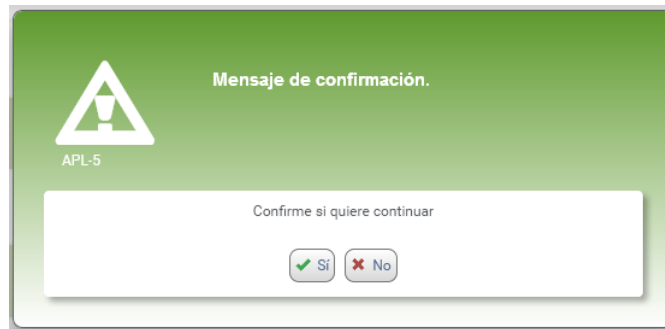 Mensaje de confirmación.
APL-5
Confirme si quiere continuar
Sí No